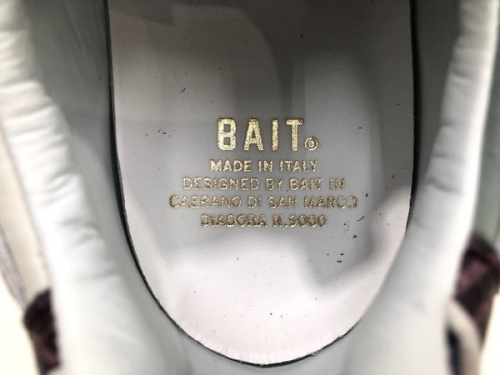 BAIT®
MADE IN ITALY
DESIGNED BY BAIT IN
CAERANO DI SAN MARCO
DIADORA N.9000